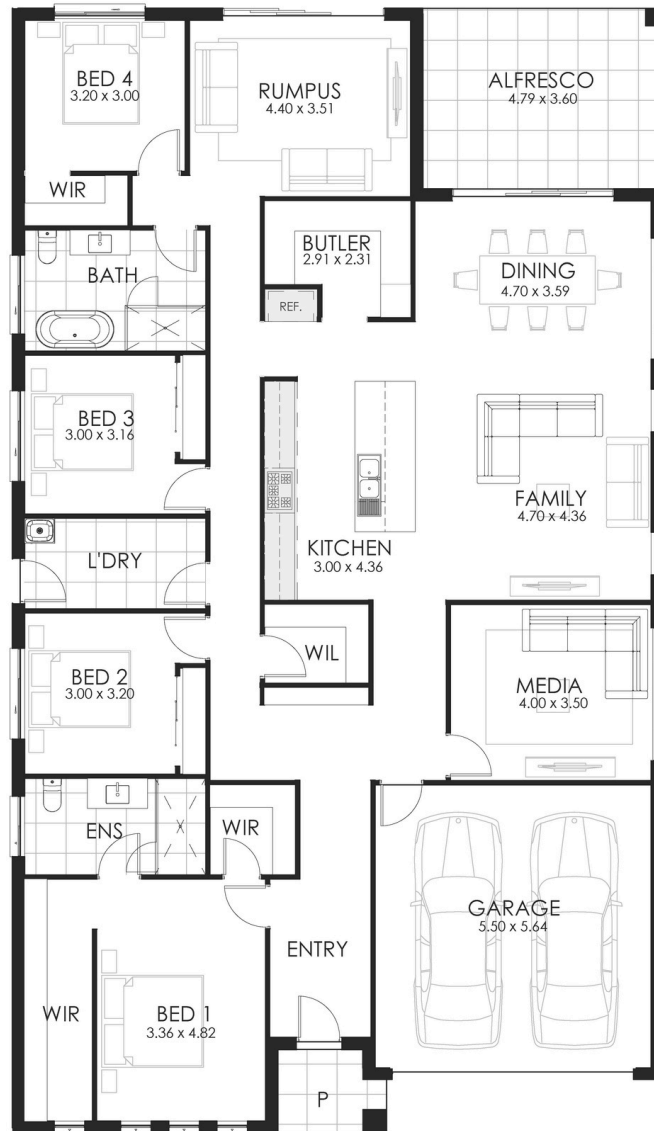 BED 4
3.20 x 3.00
RUMPUS
4.40 x 3.51
ALFRESCO
4.79 x 3.60
WIR
BUTLER
2.91 x 2.31
BATH
DINING
4.70 x 3.59
REF.
BED 3
3.00 x 3.16
FAMILY
4.70 x 4.36
L'DRY
KITCHEN
3.00 x 4.36
WIL
BED 2
3.00 x 3.20
MEDIA
4.00 x 3.50
ENS
WIR
GARAGE
5.50 x 5.64
ENTRY
WIR
BED 1
3.36 x 4.82
P